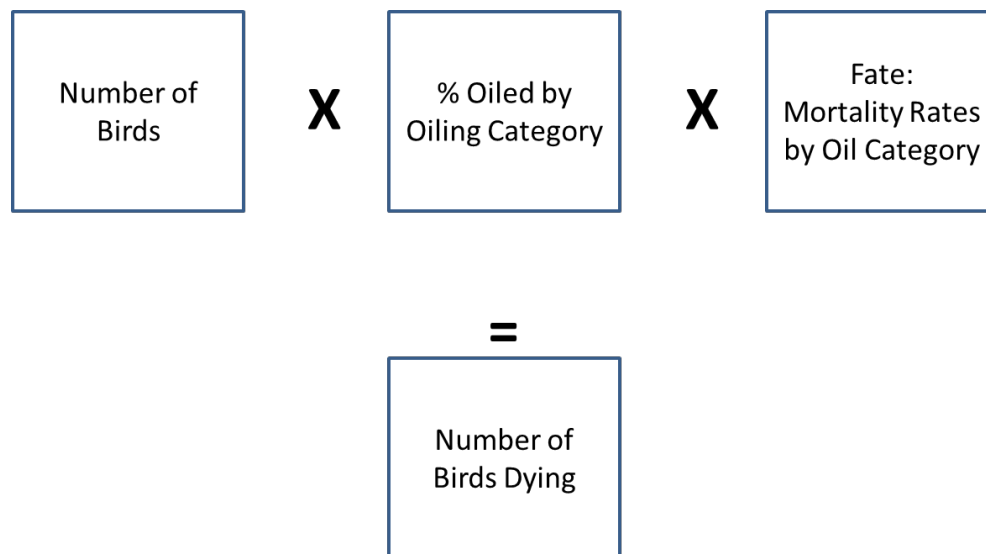 Number of
Birds
X
% Oiled by
Oiling Category
X
Fate:
Mortality Rates
by Oil Category
=
Number of
Birds Dying